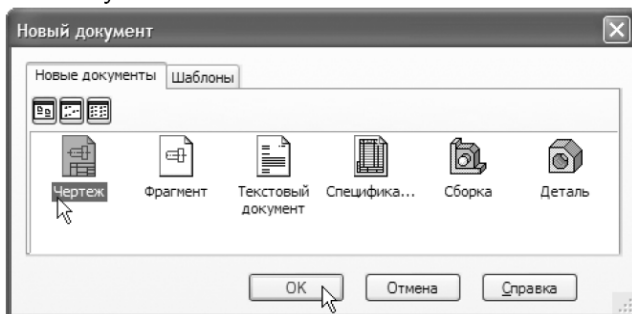 Новый документ
Новые документы Шаблоны
Чертеж Фрагмент Текстовый документ Специфика... Сборка Деталь
OK Отмена Справка